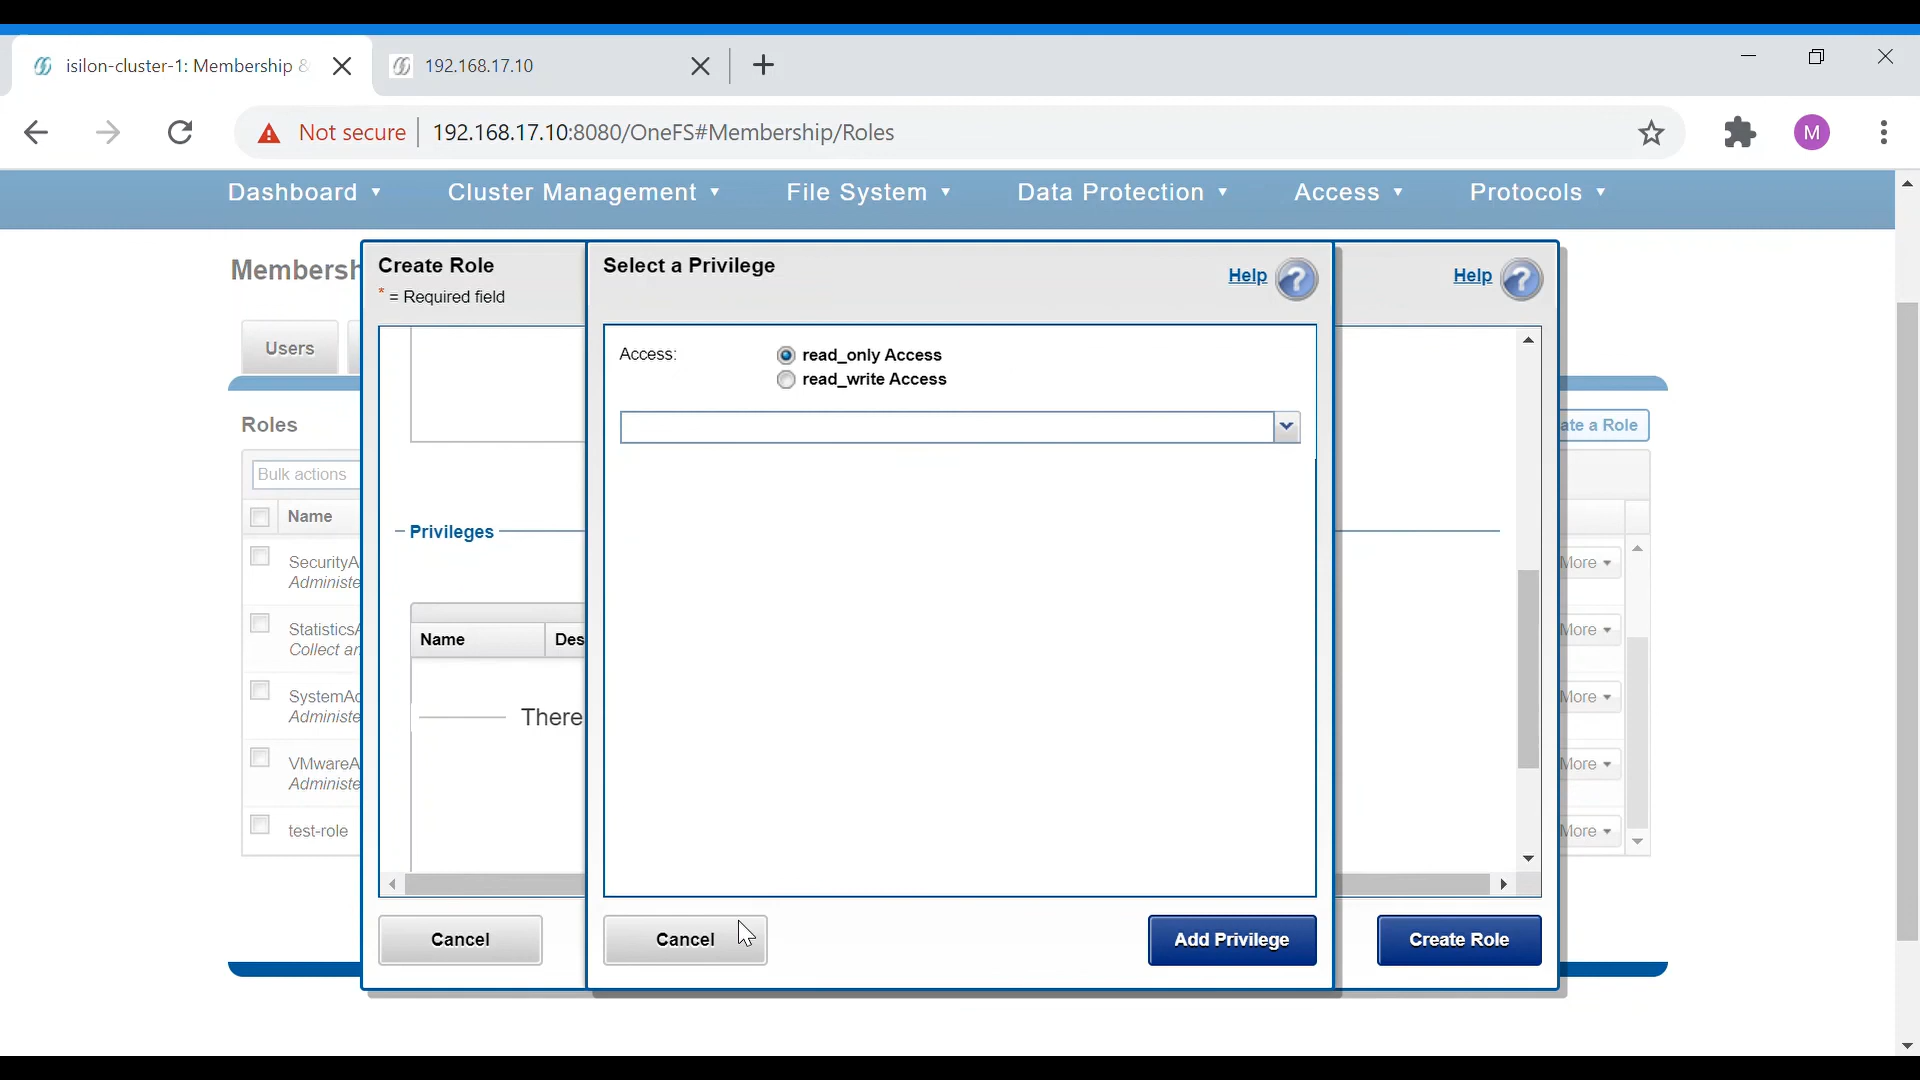 isilon-cluster-1: Membership &
192.168.17.10
Not secure
192.168.17.10:8080/OneFS#Membership/Roles
M
Dashboard
Cluster Management
File System
Data Protection
Access
Protocols
Membersh
Create Role
* = Required field
Select a Privilege
Help
Help
Users
Access:
read_only Access
read_write Access
Roles
ate a Role
Bulk actions
Name
Privileges
SecurityA
Administe
More
StatisticsA
Collect an
More
Name
Des
SystemAd
Administe
More
There
VMwareA
Administe
More
test-role
More
Cancel
Cancel
Add Privilege
Create Role